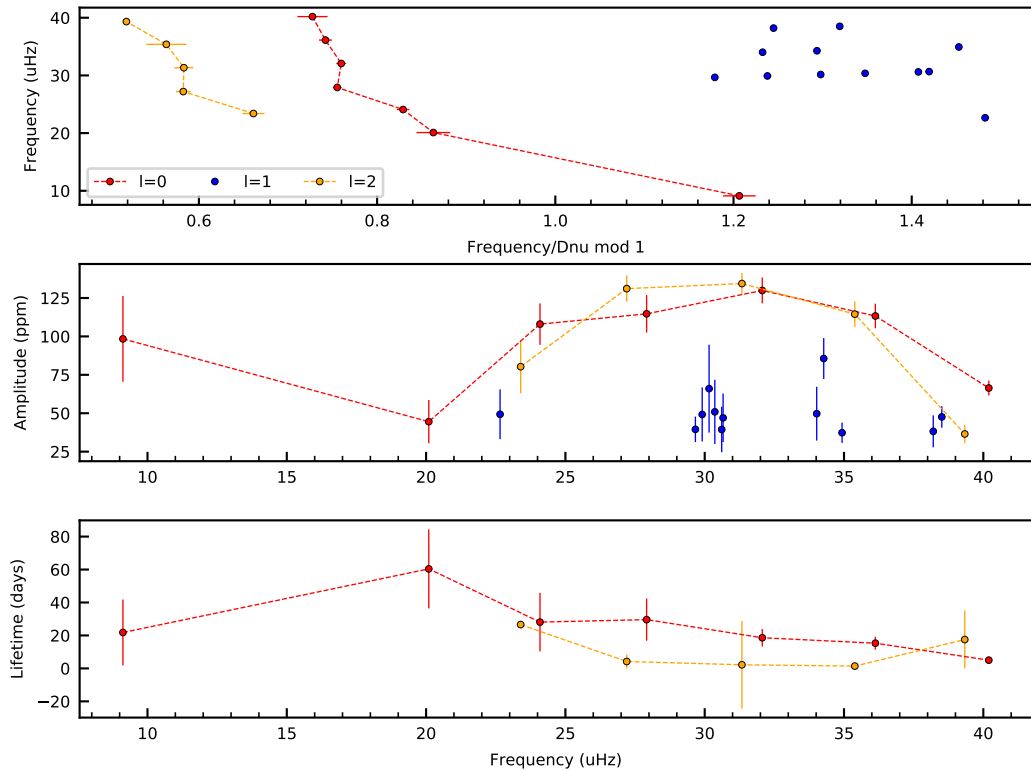 40
30
20
10
Frequency (uHz)
l=0 l=1 l=2
0.6 0.8 1.0 1.2 1.4
Frequency/Dnu mod 1
125
100
75
50
25
Amplitude (ppm)
10 15 20 25 30 35 40
80
60
40
20
0
−20
Lifetime (days)
10 15 20 25 30 35 40
Frequency (uHz)